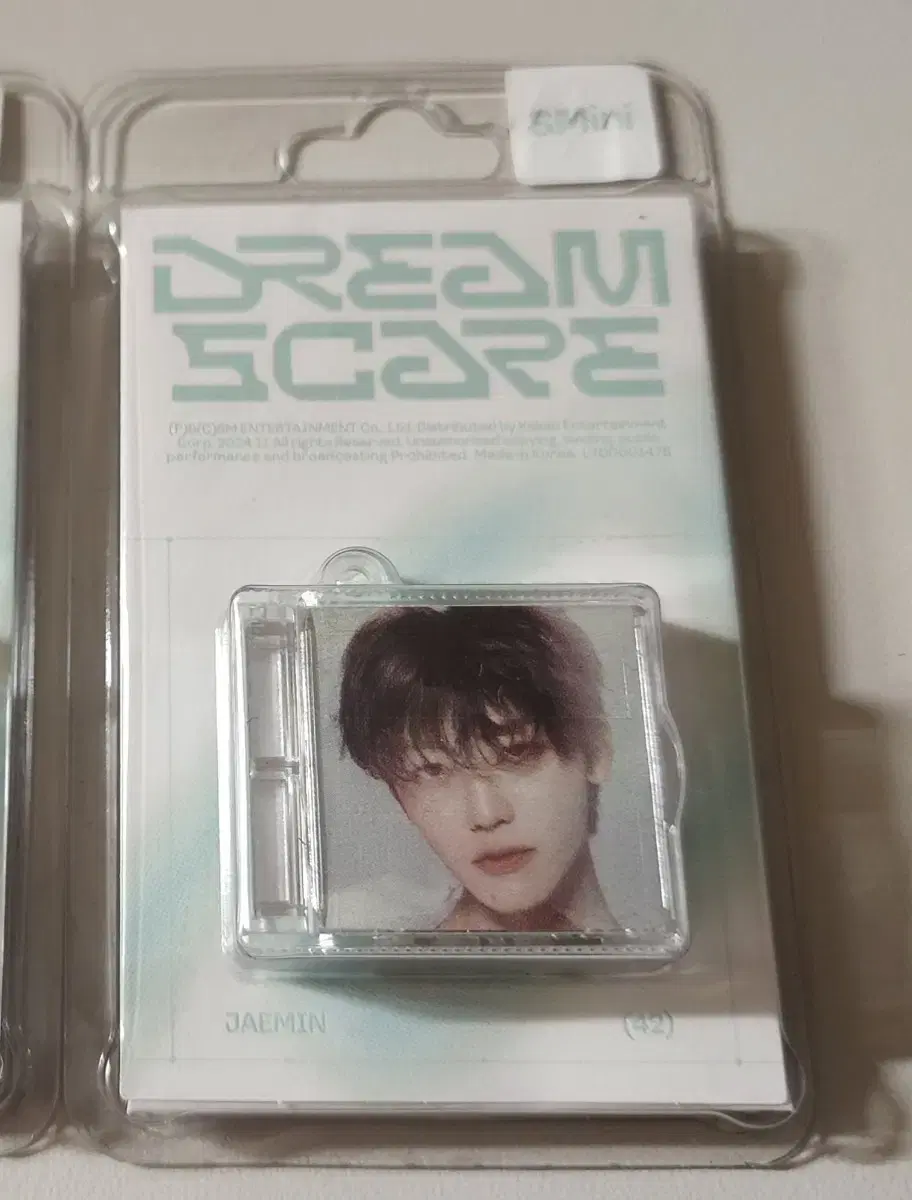 SMini
DREAM
SCAPE
(P)&(C)SM ENTERTAINMENT Co., Ltd. Distributed by Kakao Entertainment
Corp. 2024.11 All rights Reserved. Unauthorized copying, lending, public
performance and broadcasting Prohibited. Made in Korea.
JAEMIN
(42)